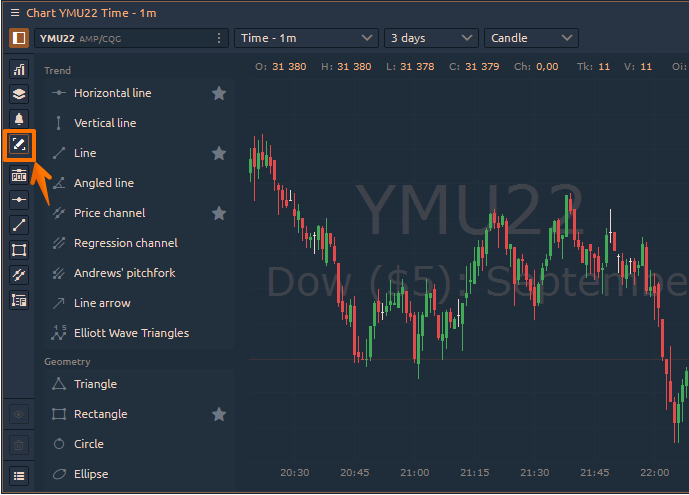 Chart YMU22 Time - 1m
YMU22 AMP/CQG Time - 1m 3 days Candle
Trend O: 31 380 H: 31 380 L: 31 378 C: 31 379 Ch: 0,00 Tk: 11 V: 11 Oi:
Horizontal line
Vertical line
Line
Angled line
Price channel
Regression channel
Andrews' pitchfork
Line arrow
Elliott Wave Triangles
YMU22
Dow ($5): Septembe
Geometry
Triangle
Rectangle
Circle
Ellipse
20:30 20:45 21:00 21:15 21:30 21:45 22:00